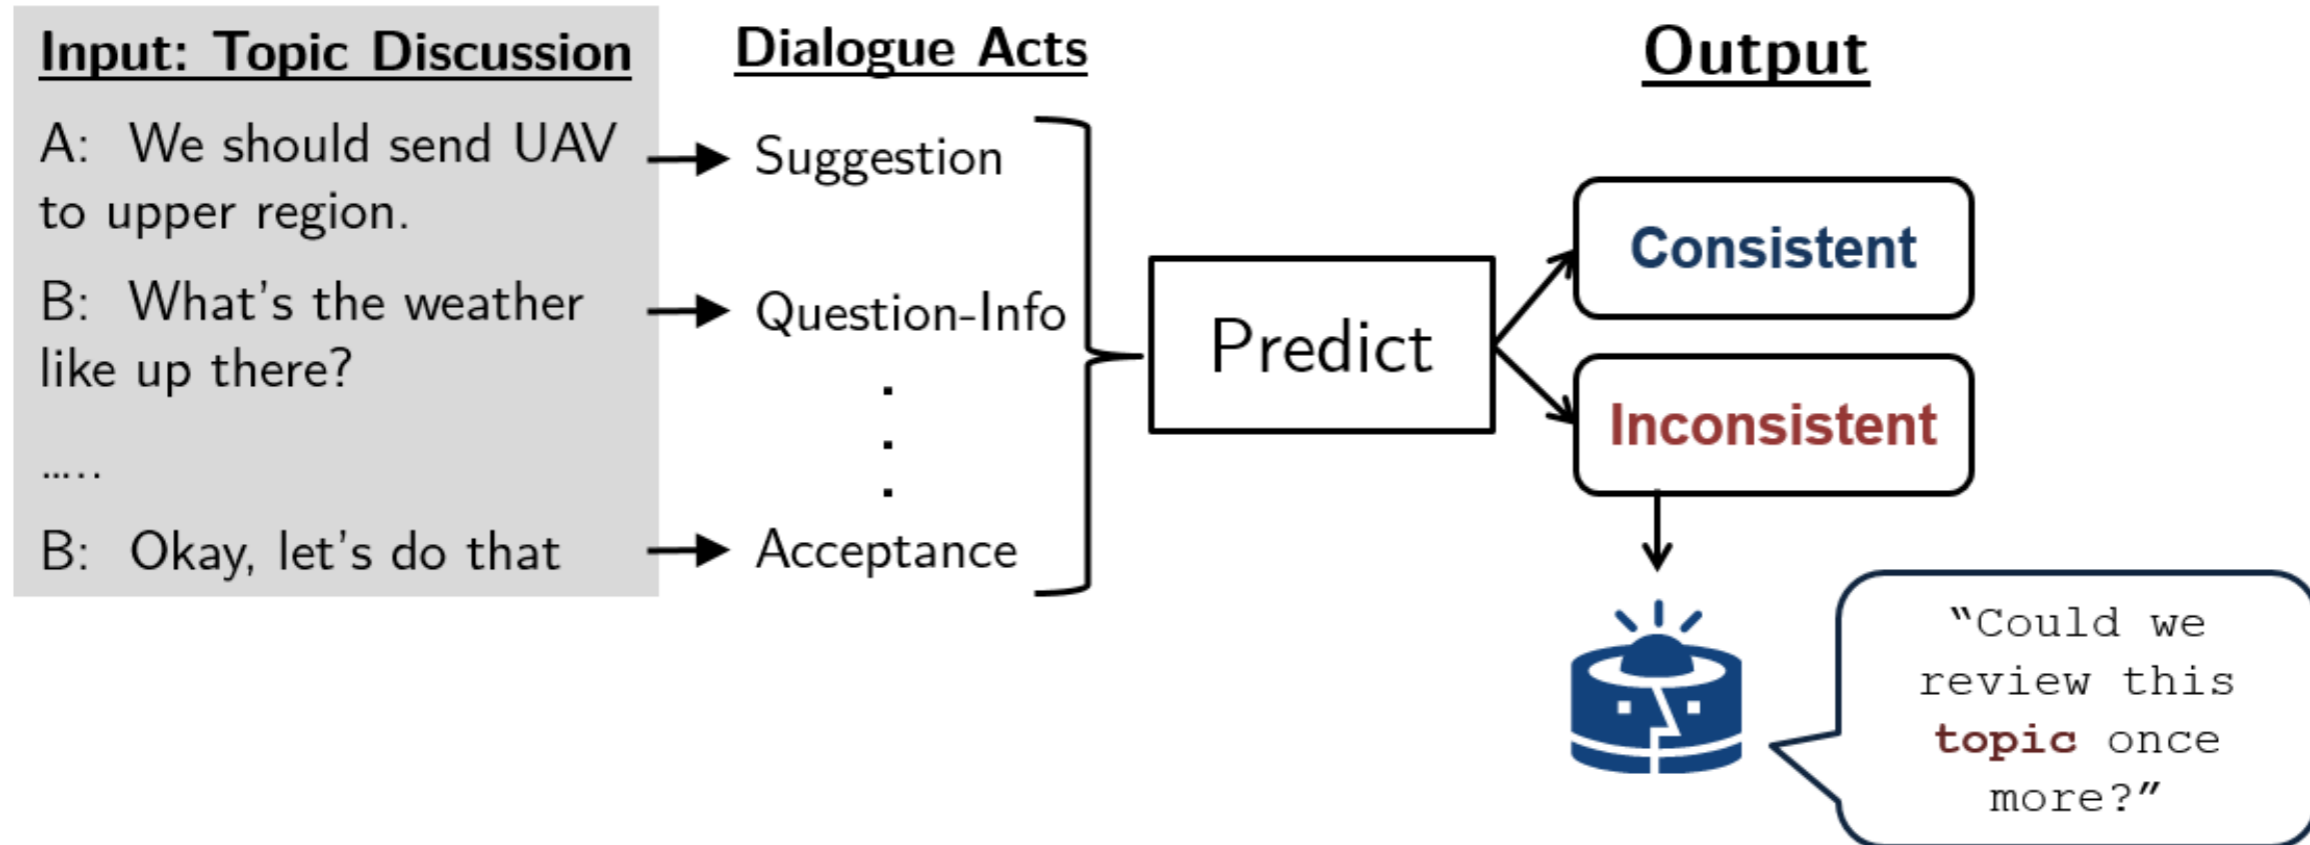 Input: Topic Discussion
A: We should send UAV
to upper region.
B: What's the weather
like up there?
.....
B: Okay, let's do that
Dialogue Acts
Suggestion
Question-Info
.
.
.
Acceptance
Predict
Output
Consistent
Inconsistent
“Could we
review this
topic once
more?”